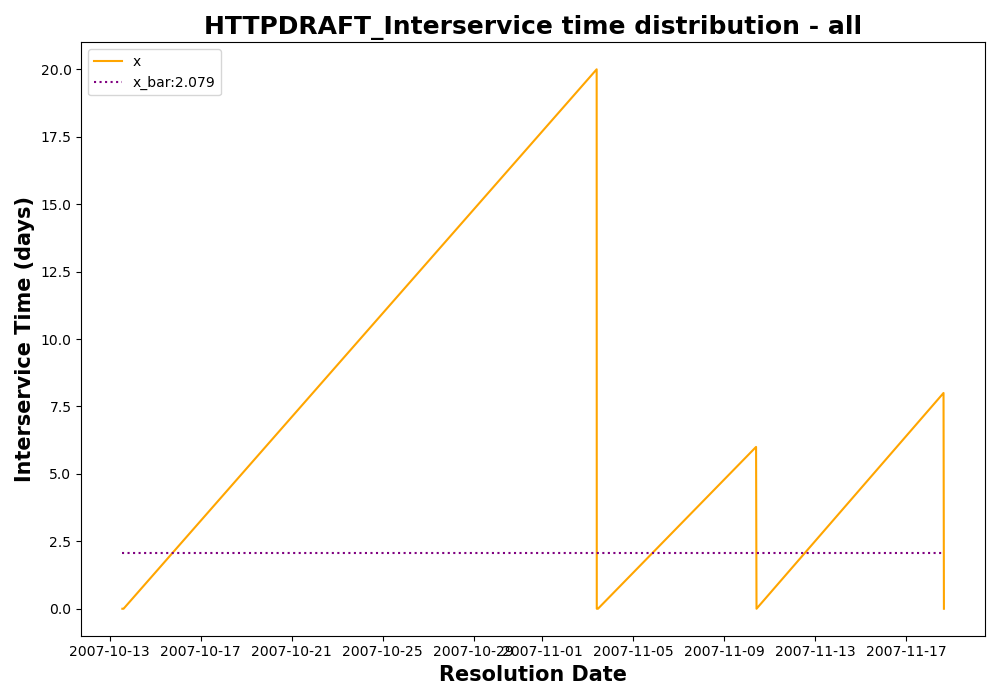 HTTPDRAFT_Interservice time distribution - all
x
x_bar:2.079
Interservice Time (days)
20.0
17.5
15.0
12.5
10.0
7.5
5.0
2.5
0.0
2007-10-13 2007-10-17 2007-10-21 2007-10-25 2007-10-29 2007-11-01 2007-11-05 2007-11-09 2007-11-13 2007-11-17
Resolution Date